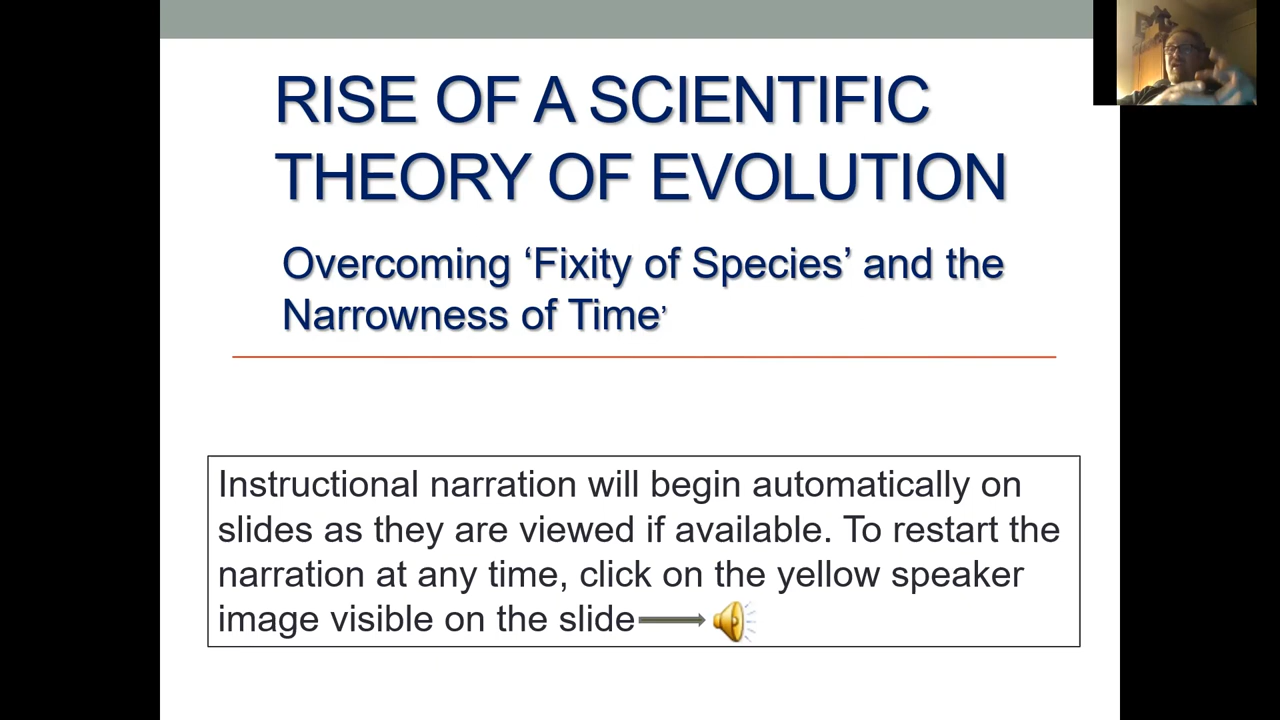 RISE OF A SCIENTIFIC
THEORY OF EVOLUTION
Overcoming ‘Fixity of Species’ and the
Narrowness of Time’
Instructional narration will begin automatically on
slides as they are viewed if available. To restart the
narration at any time, click on the yellow speaker
image visible on the slide